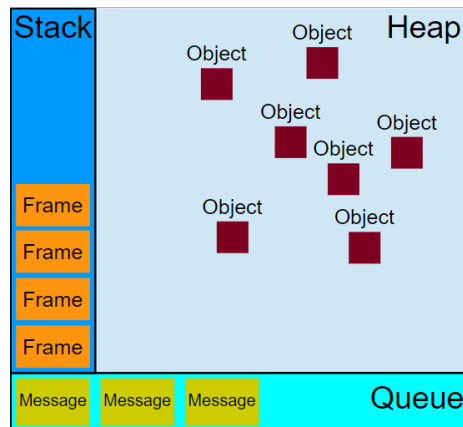 Stack
Heap
Object
Object
Object
Object
Object
Object
Object
Frame
Frame
Frame
Frame
Queue
Message
Message
Message